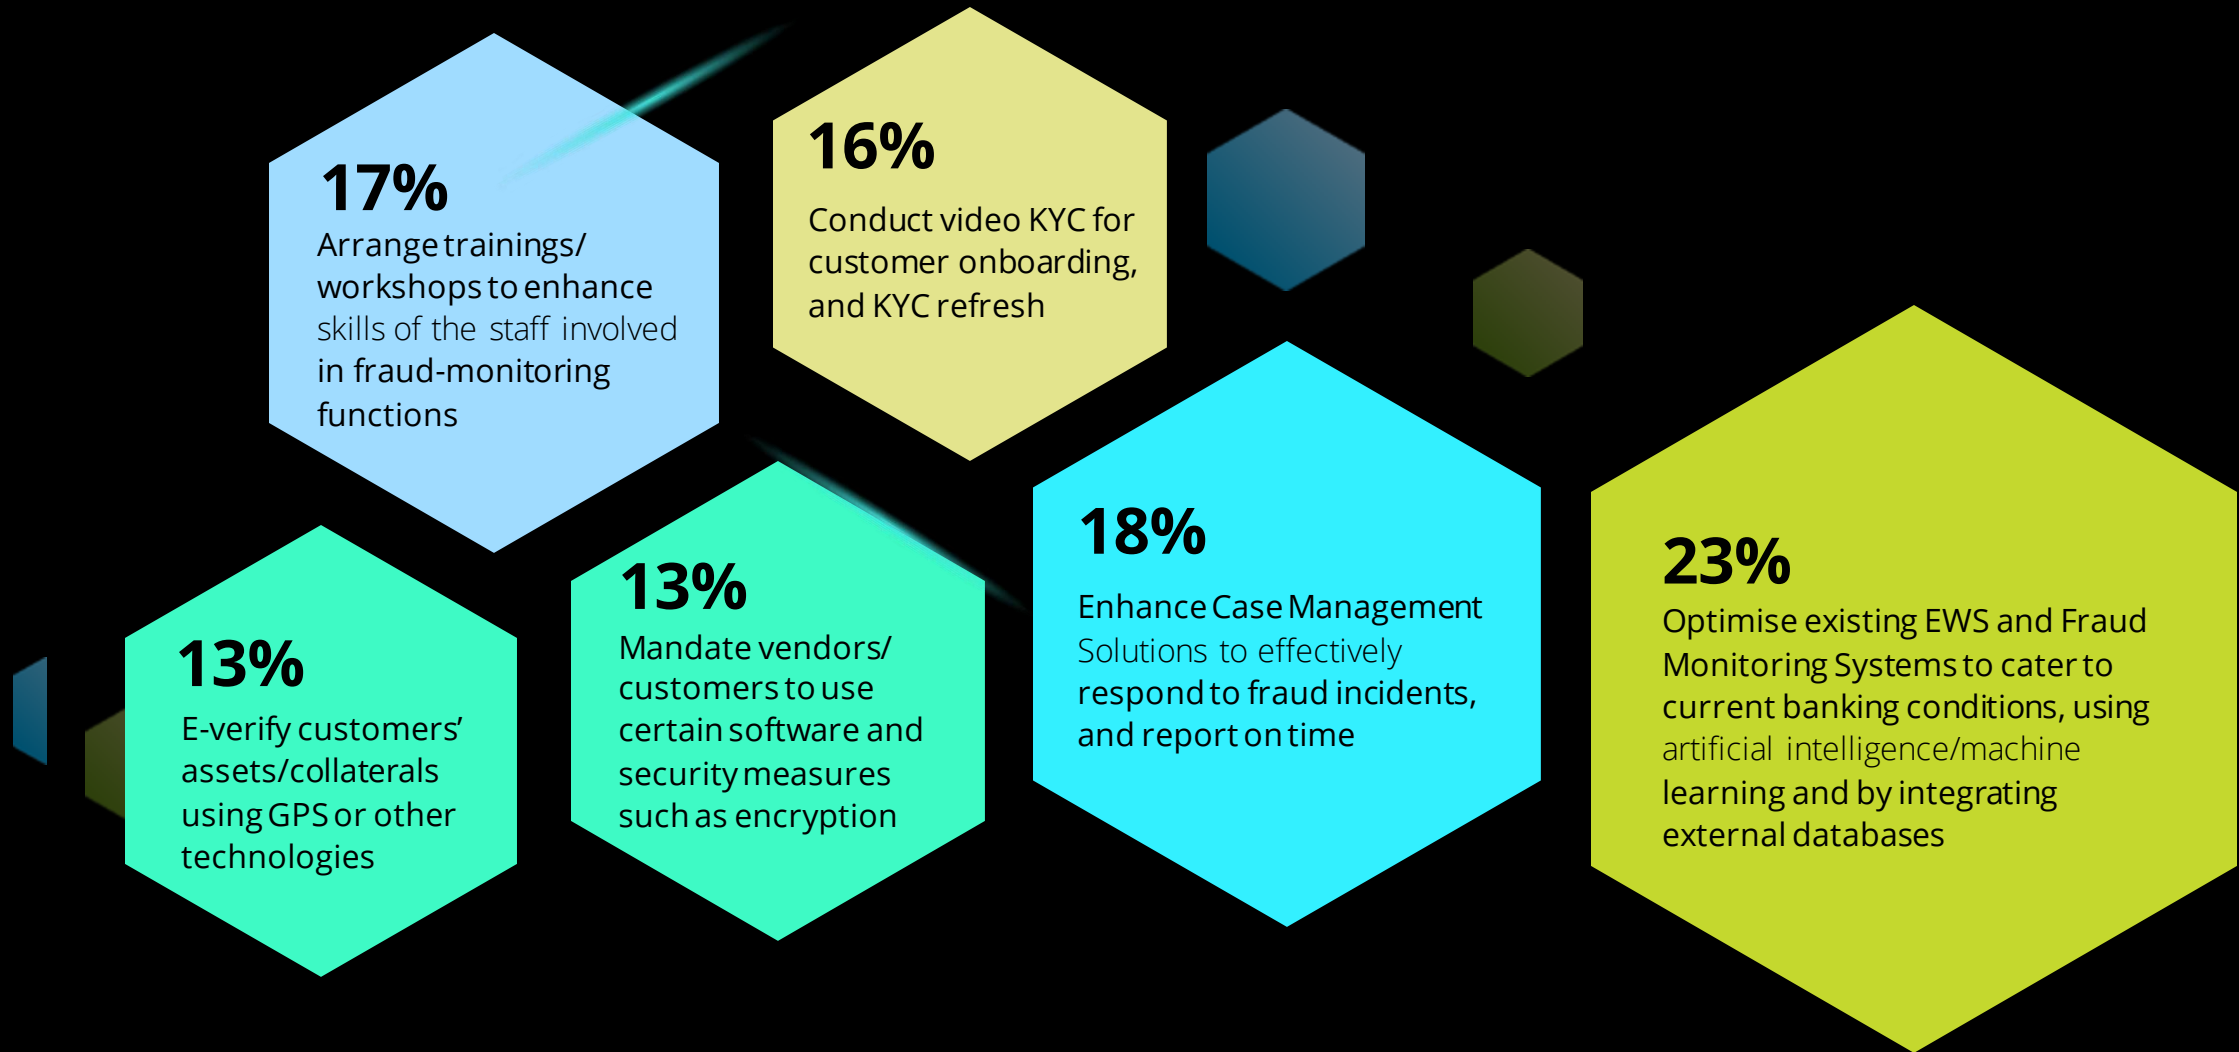 17%
Arrange trainings/
workshops to enhance
skills of the staff involved
in fraud-monitoring
functions
16%
Conduct video KYC for
customer onboarding,
and KYC refresh
13%
E-verify customers’
assets/collaterals
using GPS or other
technologies
13%
Mandate vendors/
customers to use
certain software and
security measures
such as encryption
18%
Enhance Case Management
Solutions to effectively
respond to fraud incidents,
and report on time
23%
Optimise existing EWS and Fraud
Monitoring Systems to cater to
current banking conditions, using
artificial intelligence/machine
learning and by integrating
external databases